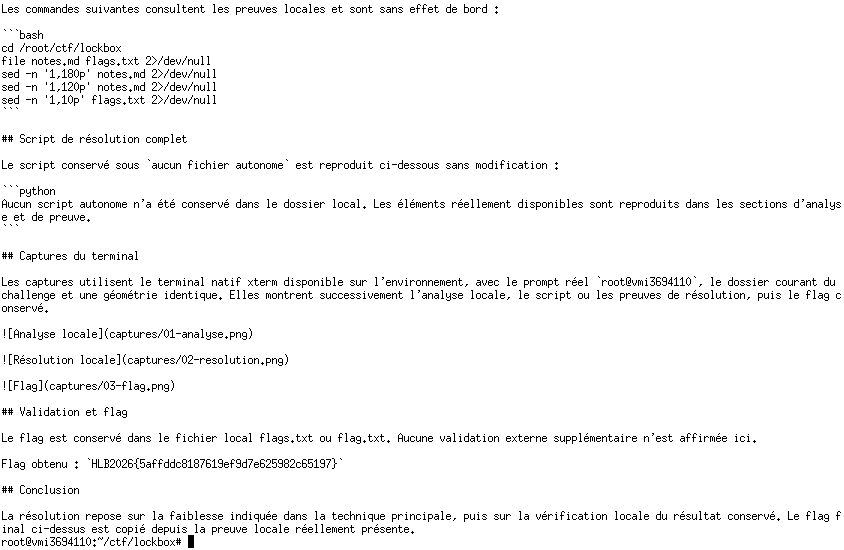 Les commandes suivantes consultent les preuves locales et sont sans effet de bord :
```bash
cd /root/ctf/lockbox
file notes.md flags.txt 2>/dev/null
sed -n '1,180p' notes.md 2>/dev/null
sed -n '1,120p' notes.md 2>/dev/null
sed -n '1,10p' flags.txt 2>/dev/null
```
## Script de résolution complet
Le script conservé sous `aucun fichier autonome` est reproduit ci-dessous sans modification :
```python
Aucun script autonome n'a été conservé dans le dossier local. Les éléments réellement disponibles sont reproduits dans les sections d'analys
e et de preuve.
```
## Captures du terminal
Les captures utilisent le terminal natif xterm disponible sur l'environnement, avec le prompt réel `root@vmi3694110`, le dossier courant du
challenge et une géométrie identique. Elles montrent successivement l'analyse locale, le script ou les preuves de résolution, puis le flag c
onservé.
![Analyse locale](captures/01-analyse.png)
![Résolution locale](captures/02-resolution.png)
![Flag](captures/03-flag.png)
## Validation et flag
Le flag est conservé dans le fichier local flags.txt ou flag.txt. Aucune validation externe supplémentaire n'est affirmée ici.
Flag obtenu : `HLB2026{5affddc8187619ef9d7e625982c65197}`
## Conclusion
La résolution repose sur la faiblesse indiquée dans la technique principale, puis sur la vérification locale du résultat conservé. Le flag f
inal ci-dessus est copié depuis la preuve locale réellement présente.
root@vmi3694110:~/ctf/lockbox#